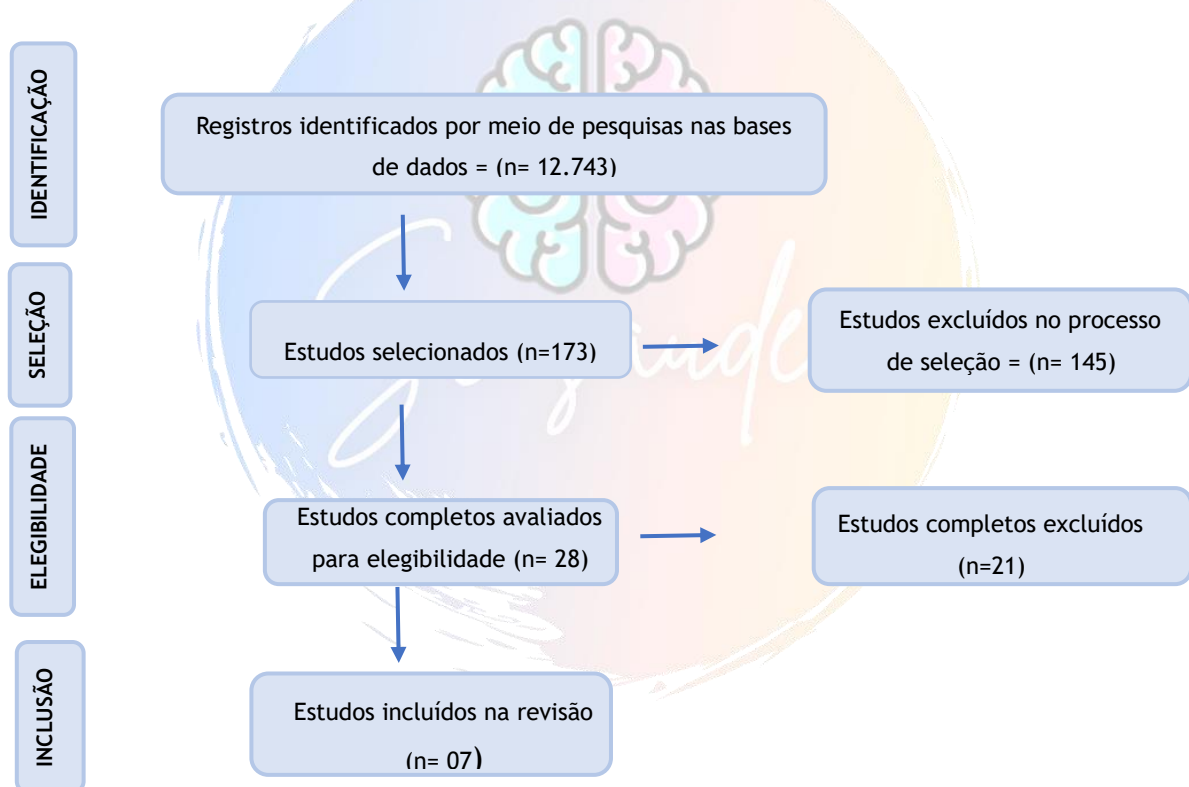 IDENTIFICAÇÃO
Registros identificados por meio de pesquisas nas bases
de dados = (n= 12.743)
SELEÇÃO
Estudos selecionados (n=173)
Estudos excluídos no processo
de seleção = (n= 145)
ELEGIBILIDADE
Estudos completos avaliados
para elegibilidade (n= 28)
Estudos completos excluídos
(n=21)
INCLUSÃO
Estudos incluídos na revisão
(n= 07)